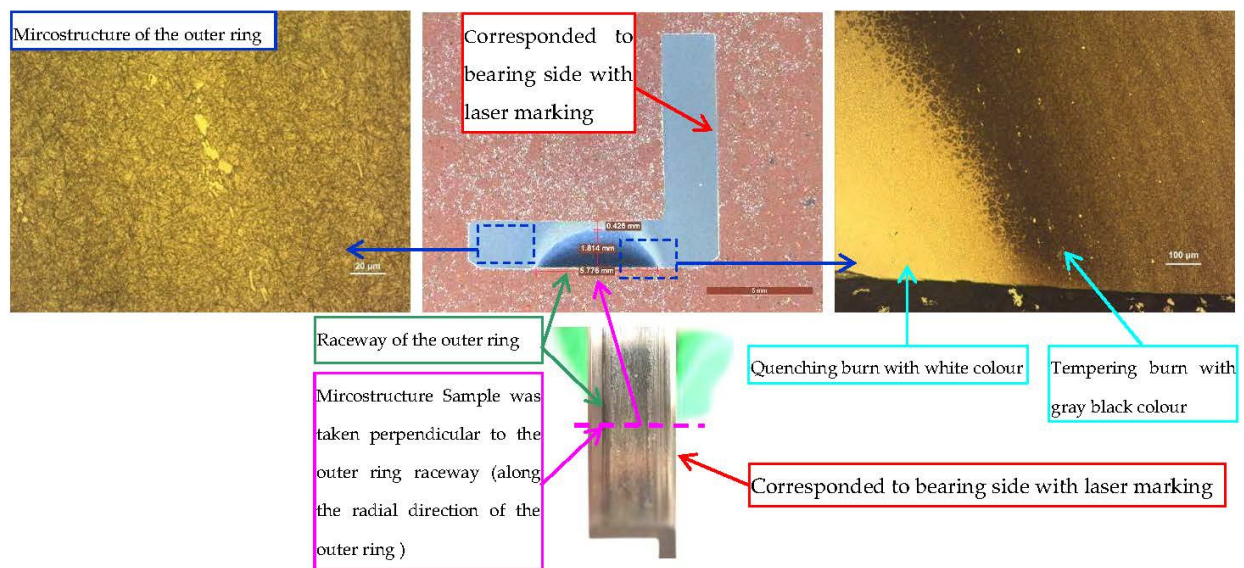 Mircostructure of the outer ring
20 µm
Corresponded to
bearing side with
laser marking
0.426 mm
1.814 mm
5.776 mm
5 mm
100 µm
Raceway of the outer ring
Mircostructure Sample was
taken perpendicular to the
outer ring raceway (along
the radial direction of the
outer ring )
Quenching burn with white colour
Tempering burn with
gray black colour
Corresponded to bearing side with laser marking